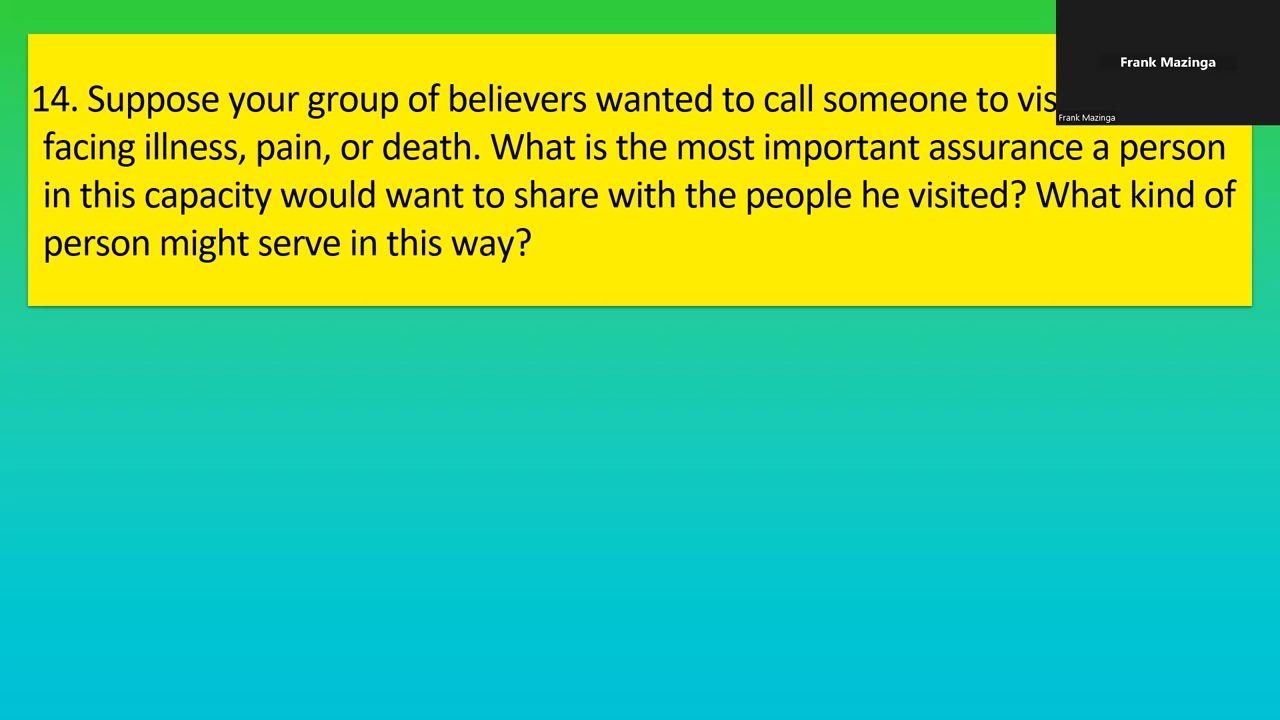 14. Suppose your group of believers wanted to call someone to
facing illness, pain, or death. What is the most important assurance a person
in this capacity would want to share with the people he visited? What kind of
person might serve in this way?
Frank Mazinga
Frank Mazinga